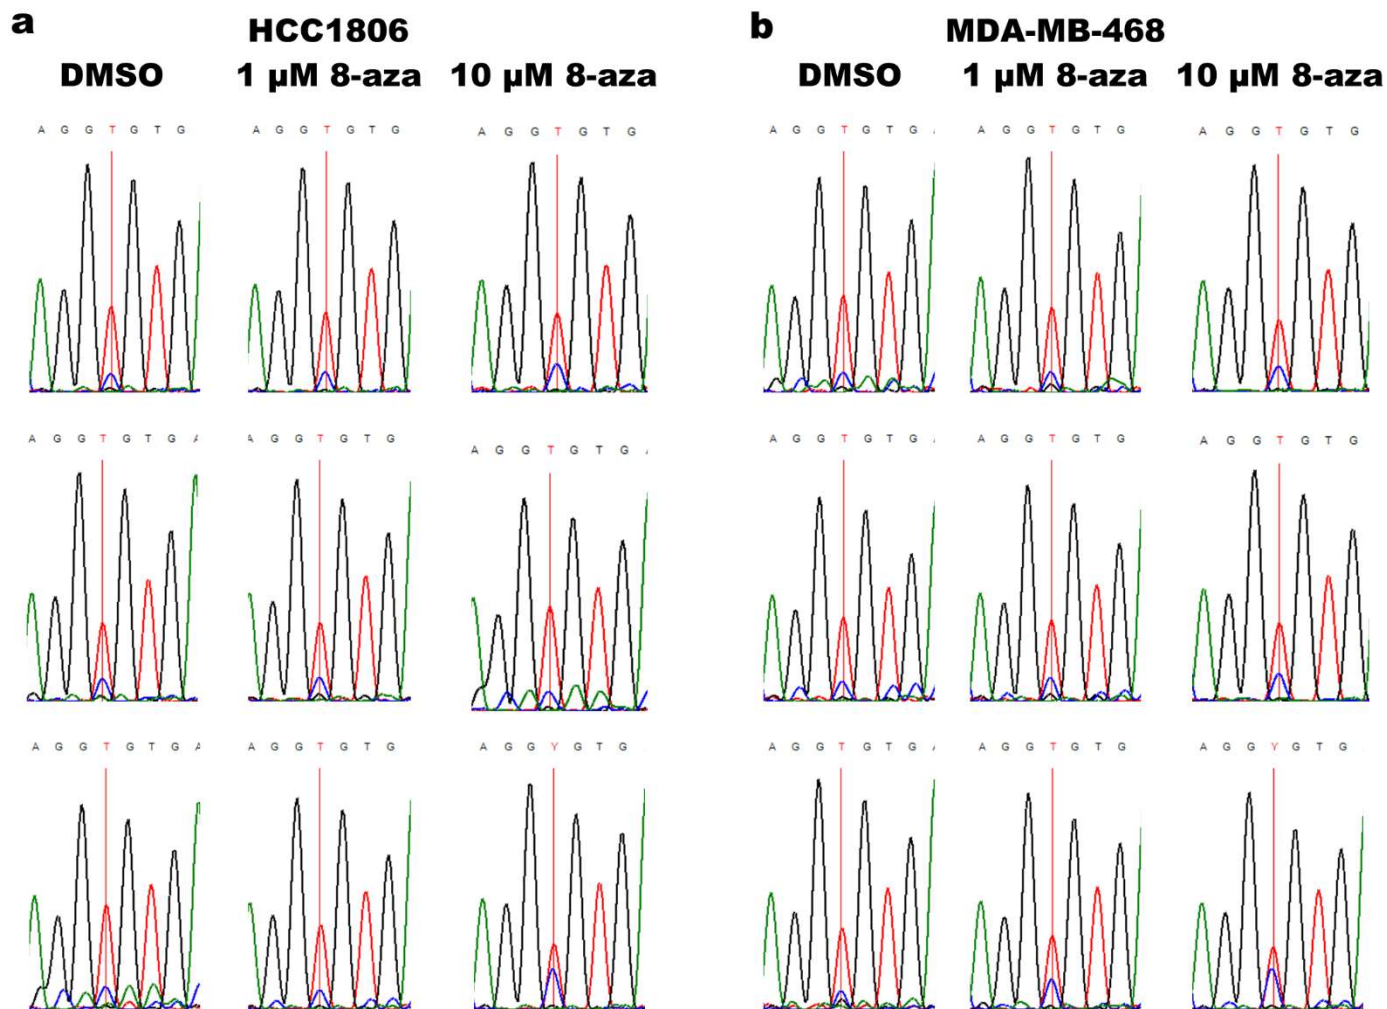 a HCC1806 b MDA-MB-468
DMSO 1 µM 8-aza 10 µM 8-aza DMSO 1 µM 8-aza 10 µM 8-aza
A G G T G T G A G G T G T G A G G T G T G A G G T G T G A G G T G T G A G G T G T G
A G G T G T G A A G G T G T G A G G T G T G A G G T G T G A G G T G T G A G G T G T G
A G G T G T G A A G G T G T G A G G Y G T G A G G T G T G A A G G T G T G A G G Y G T G